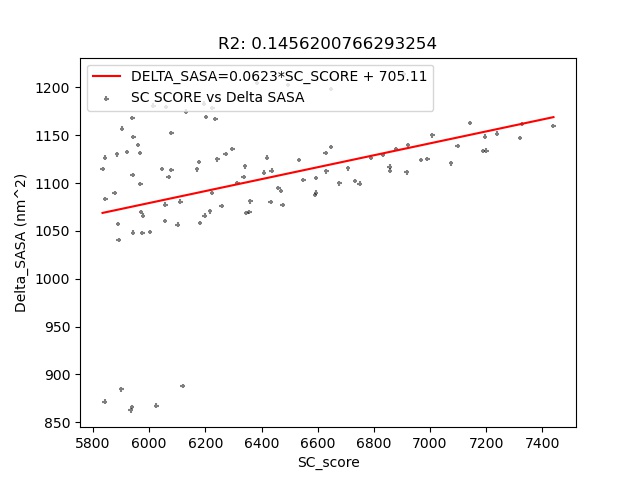 R2: 0.1456200766293254
DELTA_SASA=0.0623*SC_SCORE + 705.11
SC SCORE vs Delta SASA
Delta_SASA (nm^2)
1200
1150
1100
1050
1000
950
900
850
5800 6000 6200 6400 6600 6800 7000 7200 7400
SC_score